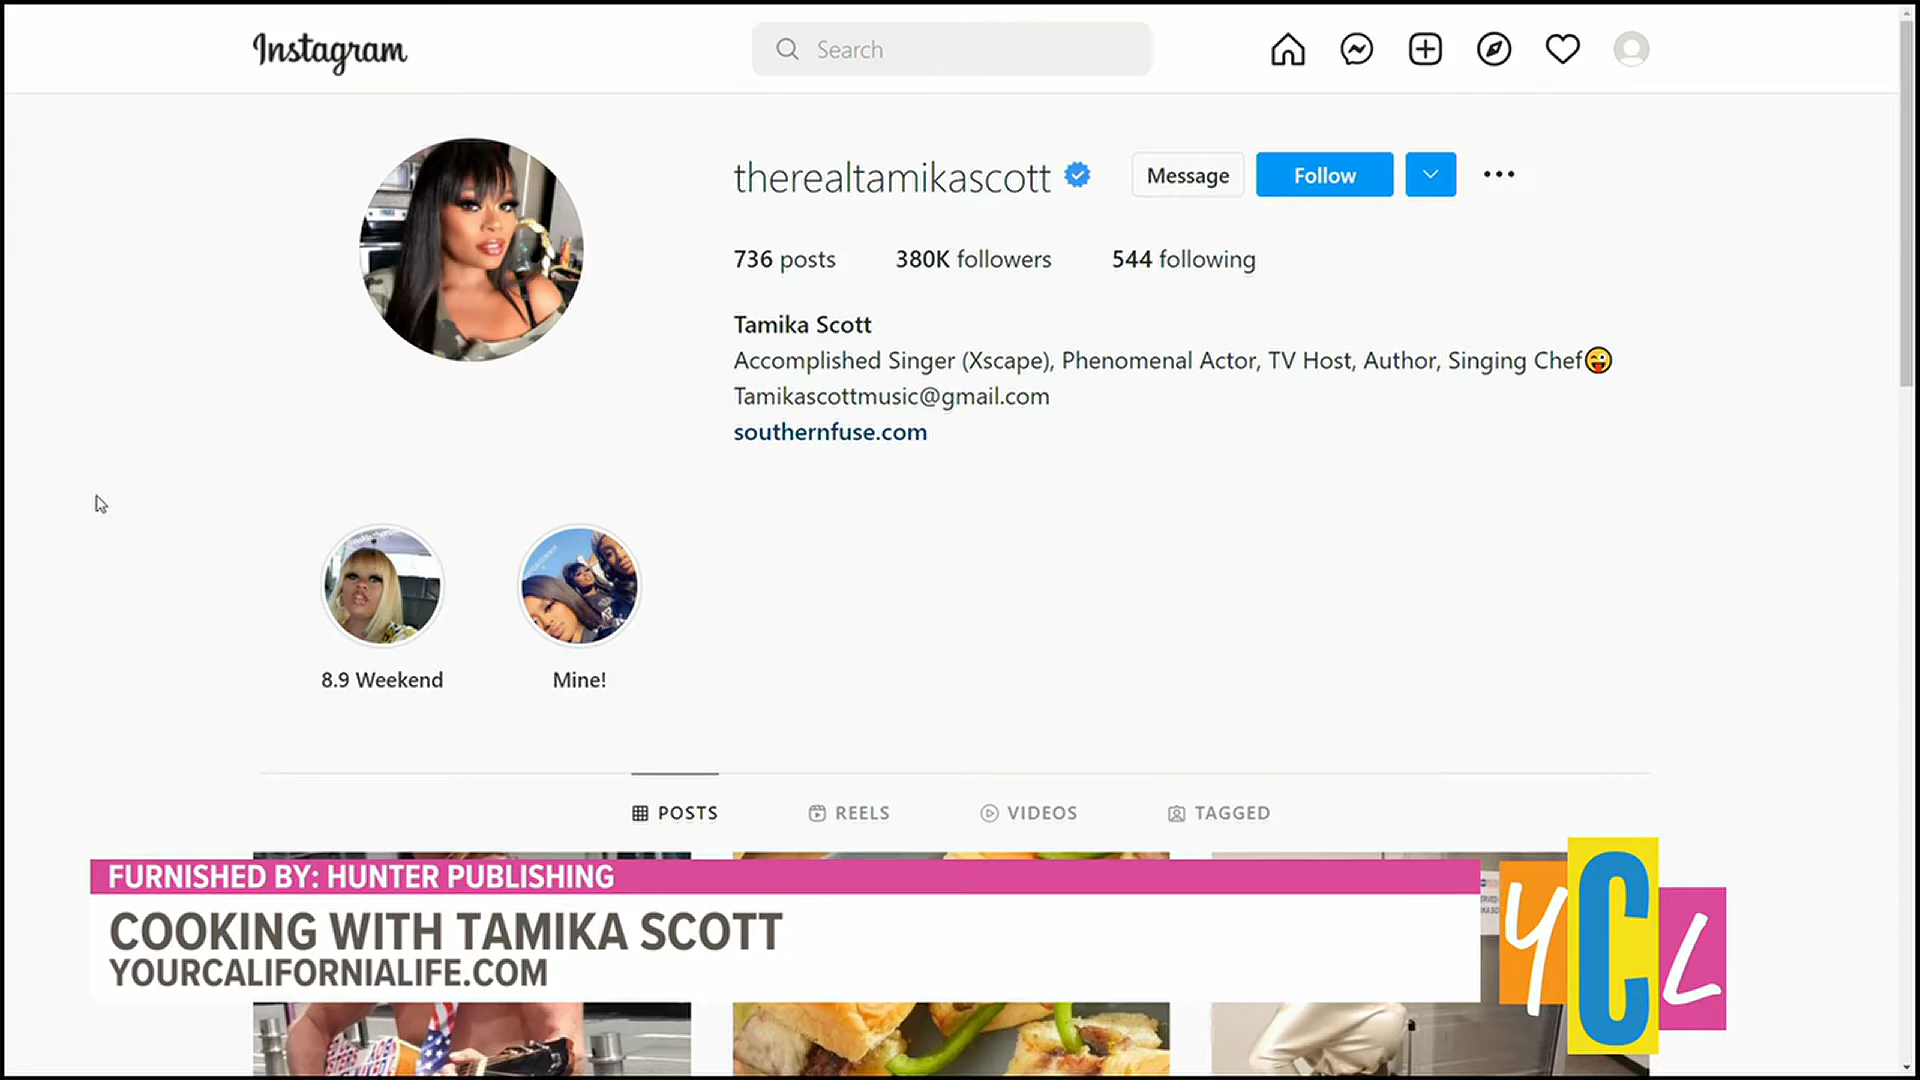 Instagram
Search
therealtamikascott
Message
Follow
736 posts
380K followers
544 following
Tamika Scott
Accomplished Singer (Xscape), Phenomenal Actor, TV Host, Author, Singing Chef😜
Tamikascottmusic@gmail.com
southernfuse.com
8.9 Weekend
Mine!
POSTS
REELS
VIDEOS
TAGGED
FURNISHED BY: HUNTER PUBLISHING
COOKING WITH TAMIKA SCOTT
YOURCALIFORNIALIFE.COM
YCL